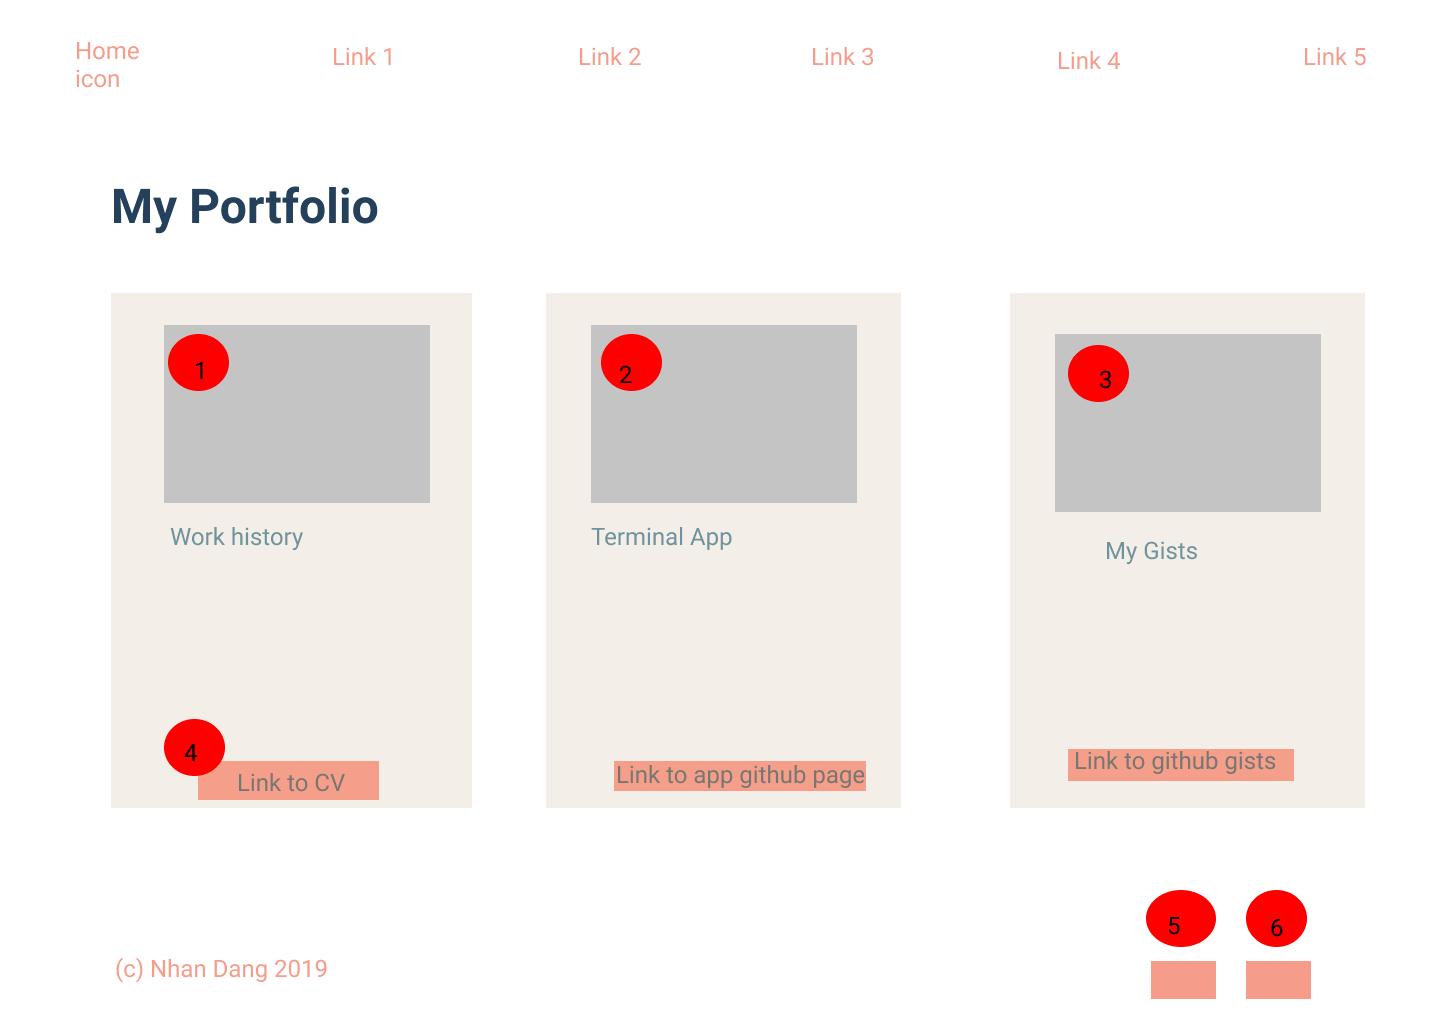 Home
icon
Link 1
Link 2
Link 3
Link 4
Link 5
My Portfolio
1
2
3
Work history
Terminal App
My Gists
4
Link to CV
Link to app github page
Link to github gists
5
6
(c) Nhan Dang 2019